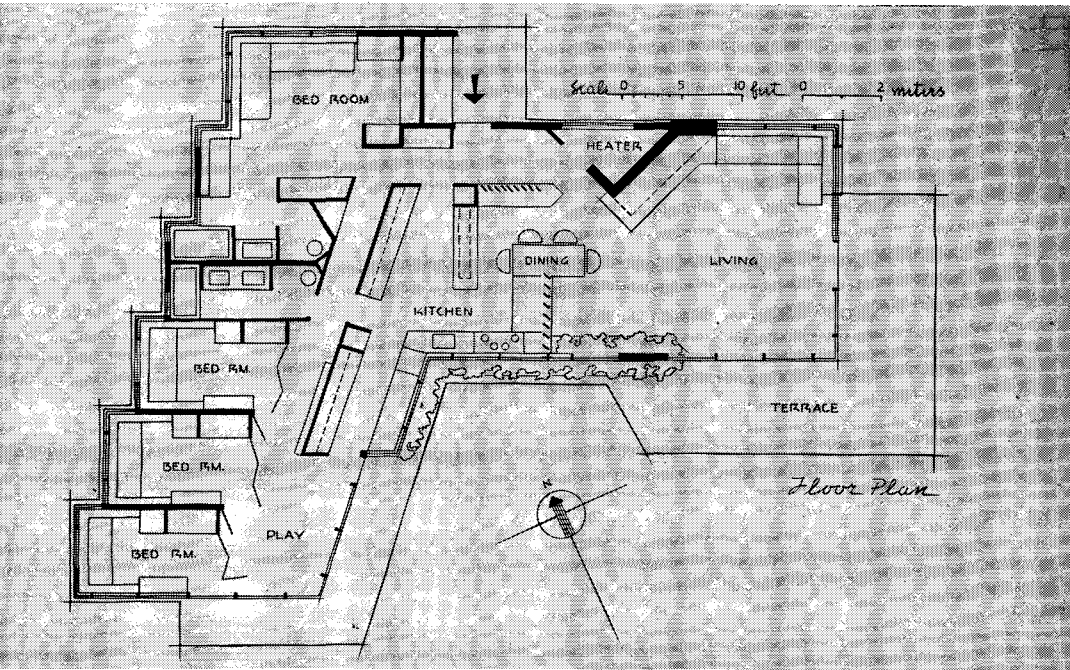 Scale 0 5 10 feet 0 2 meters
BED ROOM
HEATER
DINING
LIVING
KITCHEN
BED RM.
TERRACE
BED RM.
Floor Plan
N
PLAY
BED RM.